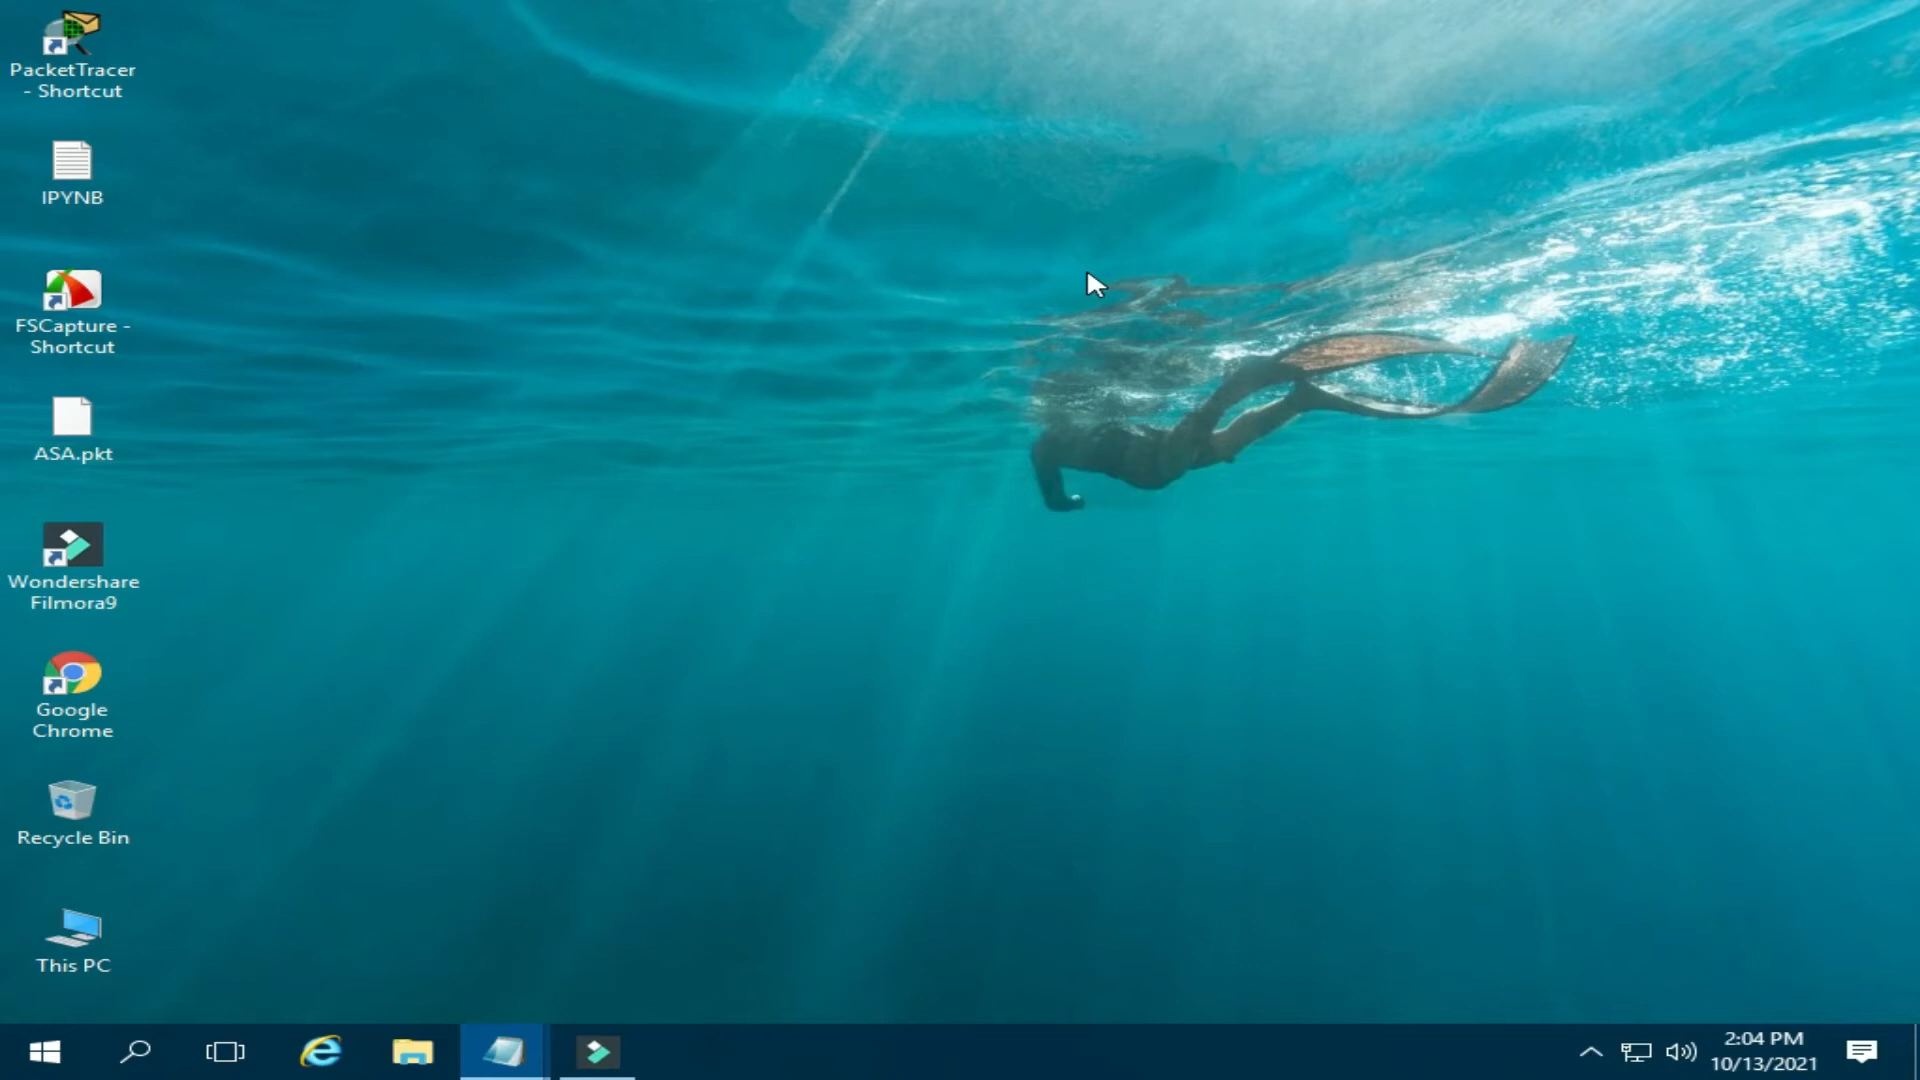 PacketTracer
- Shortcut
IPYNB
FSCapture -
Shortcut
ASA.pkt
Wondershare
Filmora9
Google
Chrome
Recycle Bin
This PC
2:04 PM
10/13/2021